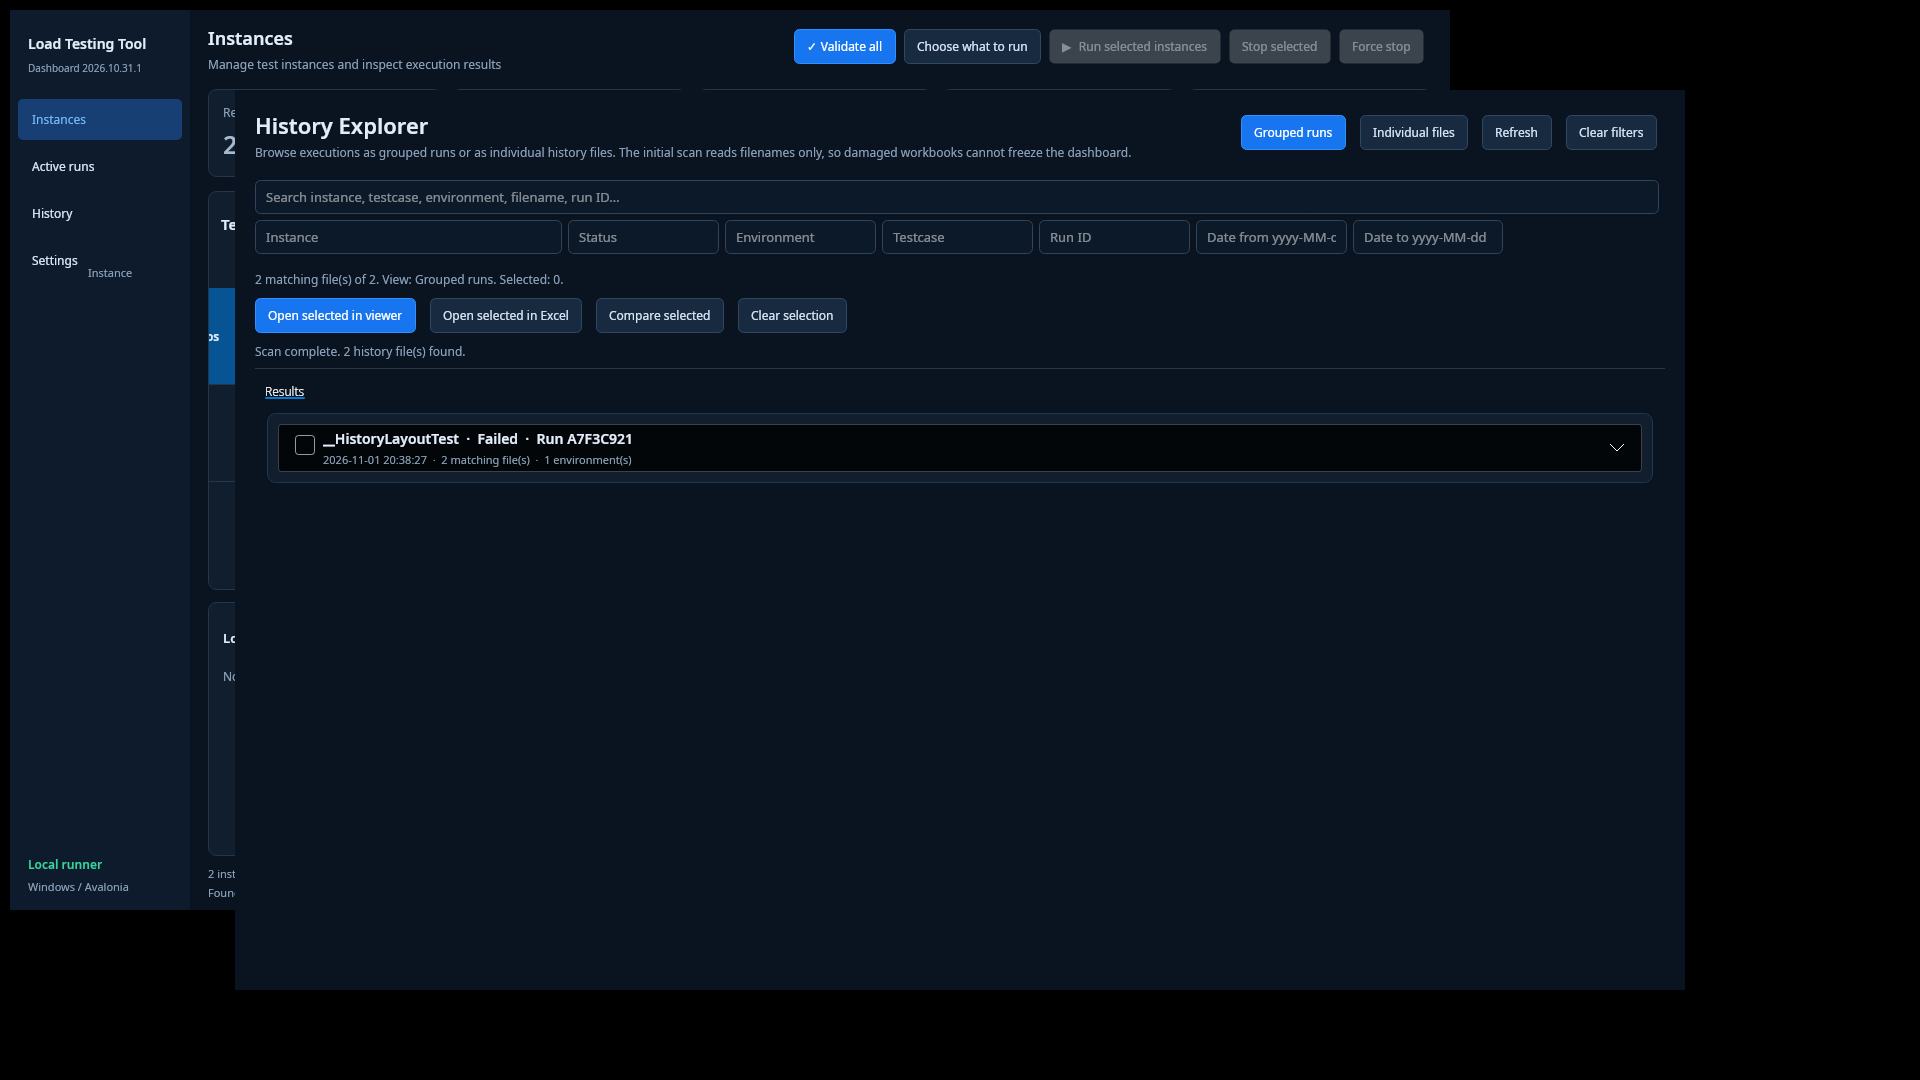 Load Testing Tool
Dashboard 2026.10.31.1
Instances
Active runs
History
Settings
Instance
Local runner
Windows / Avalonia
Instances
Manage test instances and inspect execution results
✓ Validate all
Choose what to run
▶ Run selected instances
Stop selected
Force stop
2
2 inst
History Explorer
Browse executions as grouped runs or as individual history files. The initial scan reads filenames only, so damaged workbooks cannot freeze the dashboard.
Grouped runs
Individual files
Refresh
Clear filters
Search instance, testcase, environment, filename, run ID...
Instance
Status
Environment
Testcase
Run ID
Date from yyyy-MM-c
Date to yyyy-MM-dd
2 matching file(s) of 2. View: Grouped runs. Selected: 0.
Open selected in viewer
Open selected in Excel
Compare selected
Clear selection
Scan complete. 2 history file(s) found.
Results
__HistoryLayoutTest · Failed · Run A7F3C921
2026-11-01 20:38:27 · 2 matching file(s) · 1 environment(s)